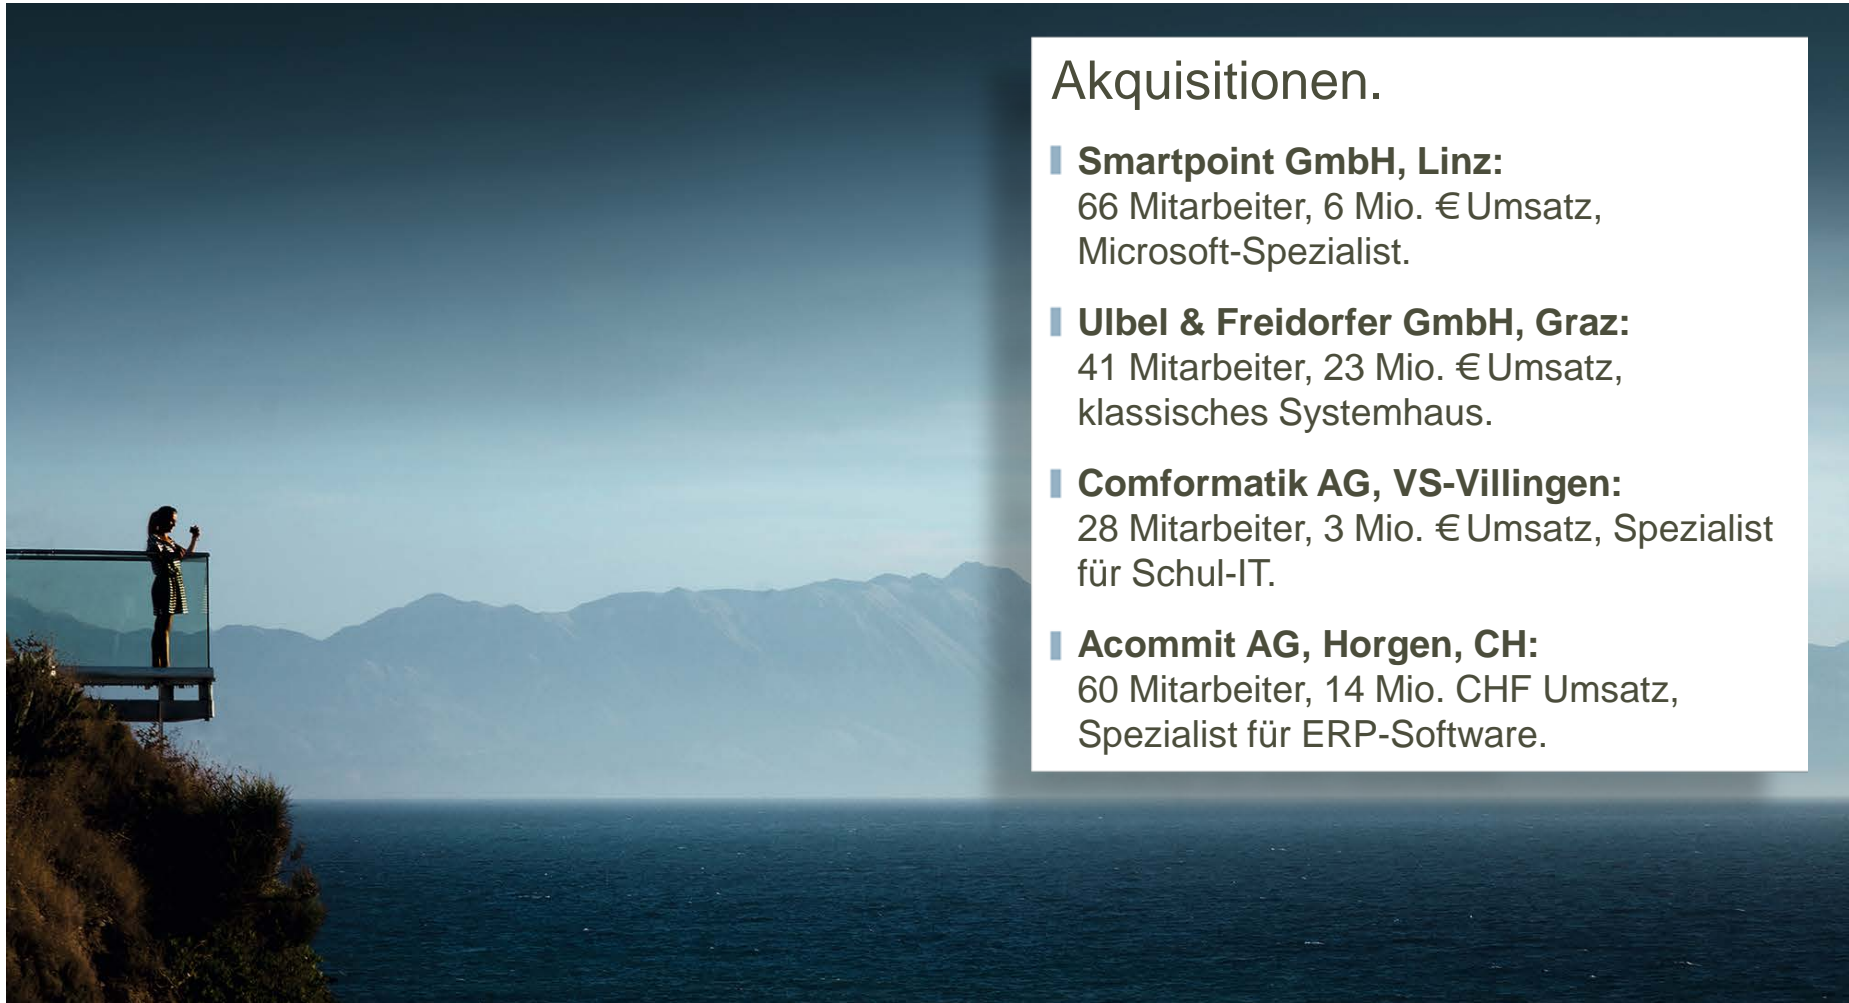 Akquisitionen.
Smartpoint GmbH, Linz:
66 Mitarbeiter, 6 Mio. € Umsatz,
Microsoft-Spezialist.
Ulbel & Freidorfer GmbH, Graz:
41 Mitarbeiter, 23 Mio. € Umsatz,
klassisches Systemhaus.
Comformatik AG, VS-Villingen:
28 Mitarbeiter, 3 Mio. € Umsatz, Spezialist
für Schul-IT.
Acommit AG, Horgen, CH:
60 Mitarbeiter, 14 Mio. CHF Umsatz,
Spezialist für ERP-Software.